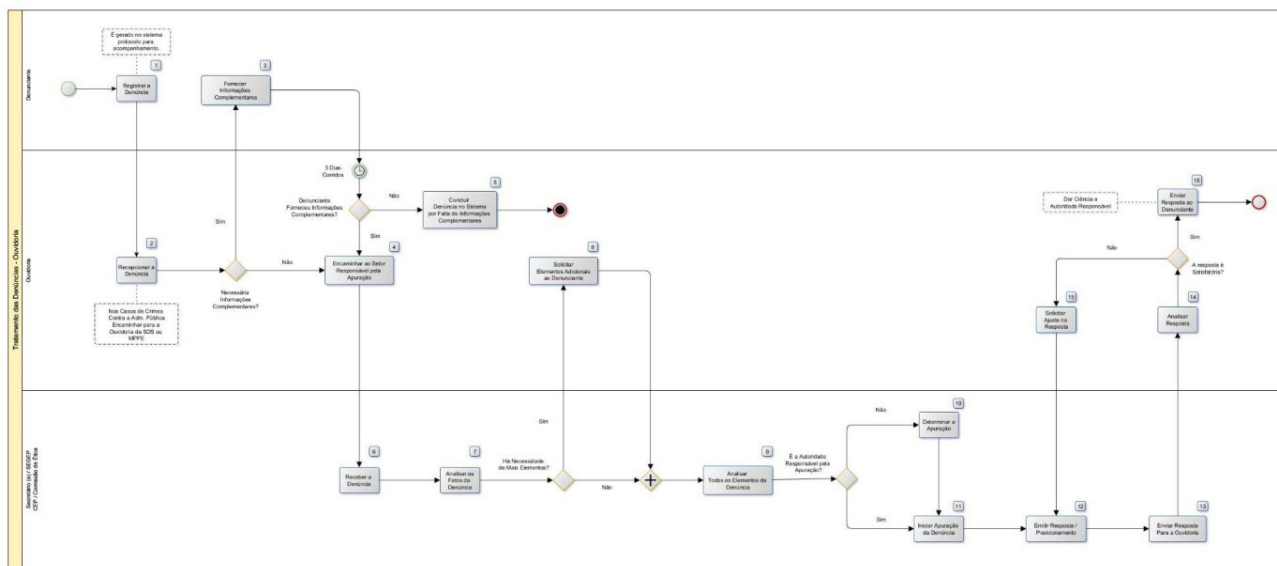 Tratamento das Denúncias - Ouvidoria
Denunciante
É gerado no sistema
protocolo para
acompanhamento.
1
Registrar a
Denúncia
3
Fornecer
Informações
Complementares
Ouvidoria
2
Recepcionar a
Denúncia
Nos Casos de Crimes
Contra a Adm. Pública
Encaminhar para a
Ouvidoria da SDS ou
MPPE
Sim
Não
Necessária
Informações
Complementares?
3 Dias
Corridos
Denunciante
Forneceu Informações
Complementares?
Não
Sim
5
Concluir
Denúncia no Sistema
por Falta de Informações
Complementares
4
Encaminhar ao Setor
Responsável pela
Apuração
8
Solicitar
Elementos Adicionais
ao Denunciante
16
Enviar
Resposta ao
Denunciante
Dar Ciência a
Autoridade Responsável
Não
Sim
A resposta é
Satisfatória?
15
Solicitar
Ajuste na
Resposta
14
Analisar
Resposta
Secretário (a) / SEGEP
CEP / Comissão de Ética
6
Receber a
Denúncia
7
Analisar os
Fatos da
Denúncia
Há Necessidade
de Mais Elementos?
Sim
Não
9
Analisar
Todos os Elementos da
Denúncia
É a Autoridade
Responsável pela
Apuração?
Não
Sim
10
Determinar a
Apuração
11
Iniciar Apuração
da Denúncia
12
Emitir Resposta /
Posicionamento
13
Enviar Resposta
Para a Ouvidoria